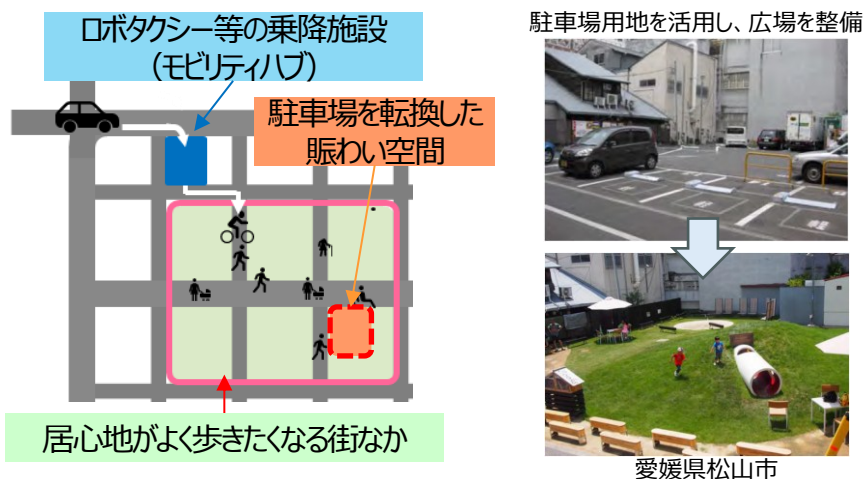 ロボタクシー等の乗降施設
（モビリティハブ）
駐車場を転換した
賑わい空間
居心地がよく歩きたくなる街なか
駐車場用地を活用し、広場を整備
愛媛県松山市